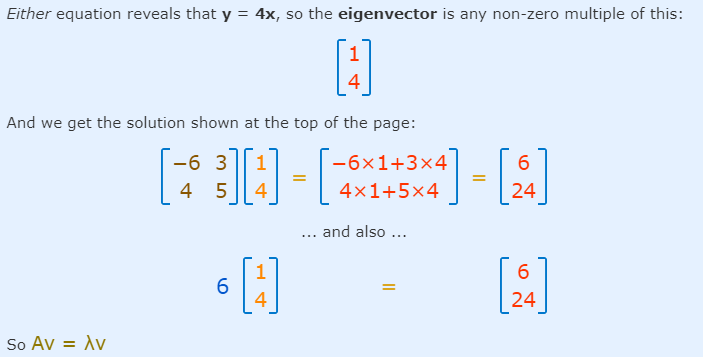 Either equation reveals that y = 4x, so the eigenvector is any non-zero multiple of this:
1
4
And we get the solution shown at the top of the page:
−6 3 1 −6×1+3×4 6
= =
4 5 4 4×1+5×4 24
... and also ...
1 6
6 =
4 24
So Av = λv